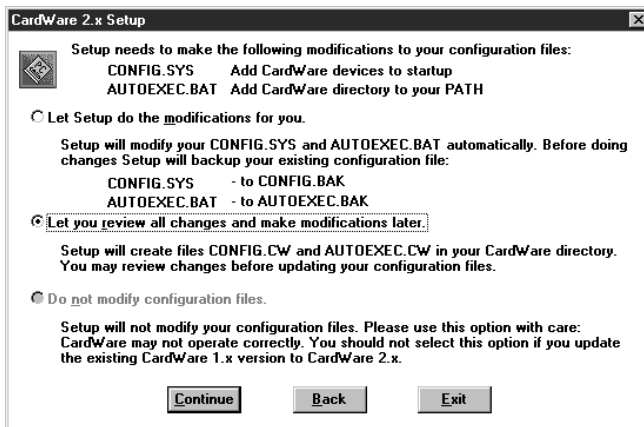 CardWare 2.x Setup
Setup needs to make the following modifications to your configuration files:
CONFIG.SYS Add CardWare devices to startup
AUTOEXEC.BAT Add CardWare directory to your PATH
Let Setup do the modifications for you.
Setup will modify your CONFIG.SYS and AUTOEXEC.BAT automatically. Before doing
changes Setup will backup your existing configuration file:
CONFIG.SYS - to CONFIG.BAK
AUTOEXEC.BAT - to AUTOEXEC.BAK
Let you review all changes and make modifications later.
Setup will create files CONFIG.CW and AUTOEXEC.CW in your CardWare directory.
You may review changes before updating your configuration files.
Do not modify configuration files.
Setup will not modify your configuration files. Please use this option with care:
CardWare may not operate correctly. You should not select this option if you update
the existing CardWare 1.x version to CardWare 2.x.
Continue Back Exit